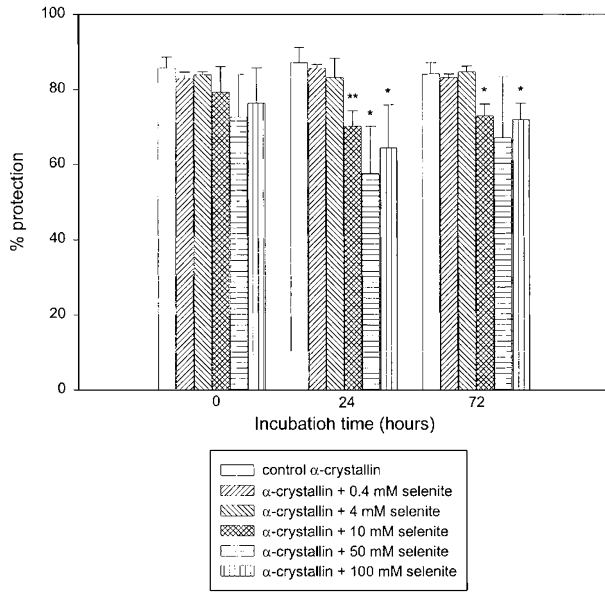 100
80
60
40
20
0
% protection
** * *
* *
0 24 72
Incubation time (hours)
control α-crystallin
α-crystallin + 0.4 mM selenite
α-crystallin + 4 mM selenite
α-crystallin + 10 mM selenite
α-crystallin + 50 mM selenite
α-crystallin + 100 mM selenite